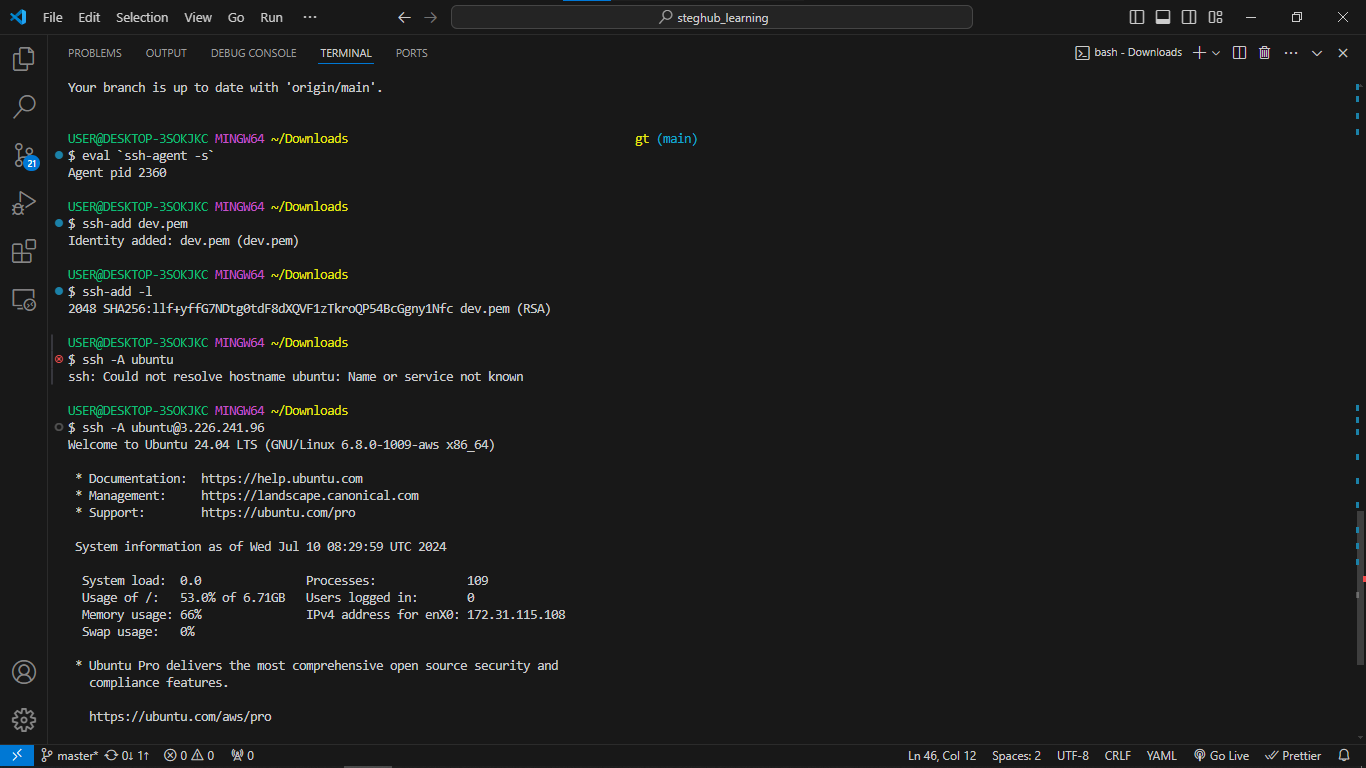 File Edit Selection View Go Run ··· steghub_learning
PROBLEMS OUTPUT DEBUG CONSOLE TERMINAL PORTS bash - Downloads
Your branch is up to date with 'origin/main'.
USER@DESKTOP-3SOKJKC MINGW64 ~/Downloads gt (main)
$ eval `ssh-agent -s`
Agent pid 2360
USER@DESKTOP-3SOKJKC MINGW64 ~/Downloads
$ ssh-add dev.pem
Identity added: dev.pem (dev.pem)
USER@DESKTOP-3SOKJKC MINGW64 ~/Downloads
$ ssh-add -l
2048 SHA256:llf+yffG7NDtg0tdF8dXQVF1zTkroQP54BcGgny1Nfc dev.pem (RSA)
USER@DESKTOP-3SOKJKC MINGW64 ~/Downloads
$ ssh -A ubuntu
ssh: Could not resolve hostname ubuntu: Name or service not known
USER@DESKTOP-3SOKJKC MINGW64 ~/Downloads
$ ssh -A ubuntu@3.226.241.96
Welcome to Ubuntu 24.04 LTS (GNU/Linux 6.8.0-1009-aws x86_64)
* Documentation: https://help.ubuntu.com
* Management: https://landscape.canonical.com
* Support: https://ubuntu.com/pro
System information as of Wed Jul 10 08:29:59 UTC 2024
System load: 0.0 Processes: 109
Usage of /: 53.0% of 6.71GB Users logged in: 0
Memory usage: 66% IPv4 address for enX0: 172.31.115.108
Swap usage: 0%
* Ubuntu Pro delivers the most comprehensive open source security and
compliance features.
https://ubuntu.com/aws/pro
21
master* 0↓ 1↑ 0 0 0 Ln 46, Col 12 Spaces: 2 UTF-8 CRLF YAML Go Live Prettier